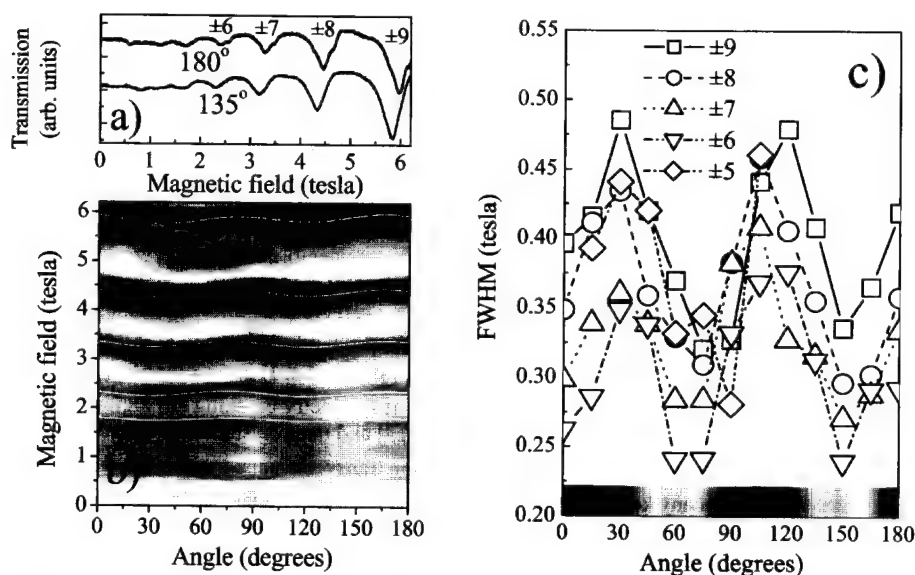 ±6 ±7 ±8 ±9
180°
135°
a)
Transmission
(arb. units)
0 1 2 3 4 5 6
Magnetic field (tesla)
6
5
4
3
2
1
0
Magnetic field (tesla)
b)
0 30 60 90 120 150 180
Angle (degrees)
c)
±9
±8
±7
±6
±5
0.55
0.50
0.45
0.40
0.35
0.30
0.25
0.20
FWHM (tesla)
0 30 60 90 120 150 180
Angle (degrees)